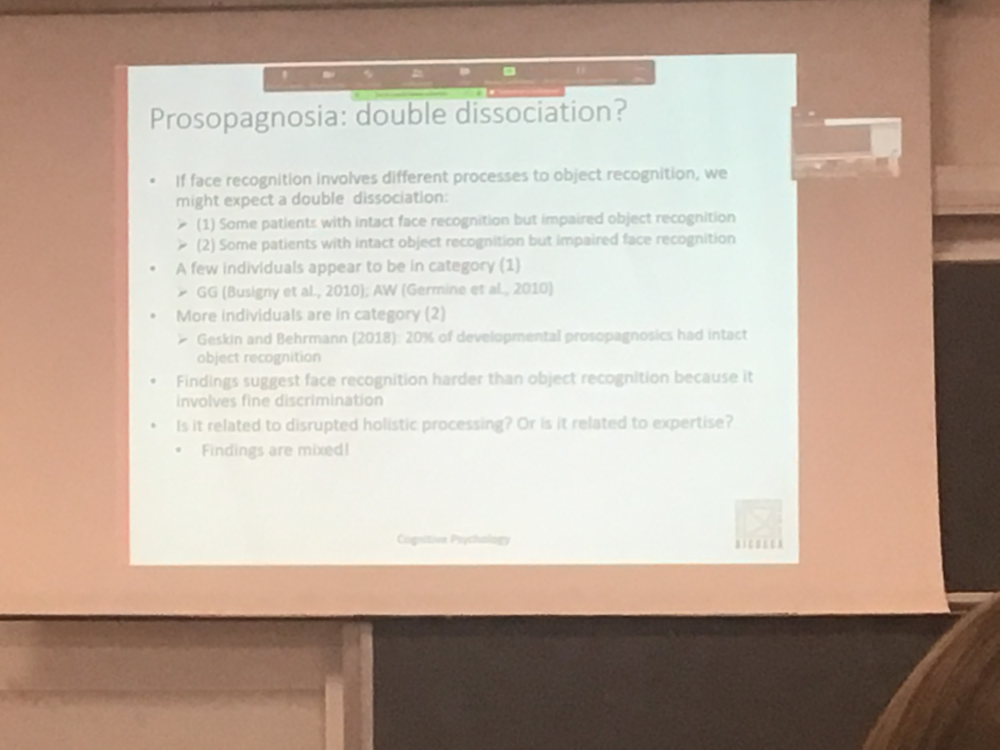 Prosopagnosia: double dissociation?
• If face recognition involves different processes to object recognition, we
might expect a double dissociation:
➢ (1) Some patients with intact face recognition but impaired object recognition
➢ (2) Some patients with intact object recognition but impaired face recognition
• A few individuals appear to be in category (1)
➢ GG (Busigny et al., 2010); AW (Germine et al., 2010)
• More individuals are in category (2)
➢ Geskin and Behrmann (2018): 20% of developmental prosopagnosics had intact
object recognition
• Findings suggest face recognition harder than object recognition because it
involves fine discrimination
• Is it related to disrupted holistic processing? Or is it related to expertise?
• Findings are mixed!
Cognitive Psychology
BICOCCA